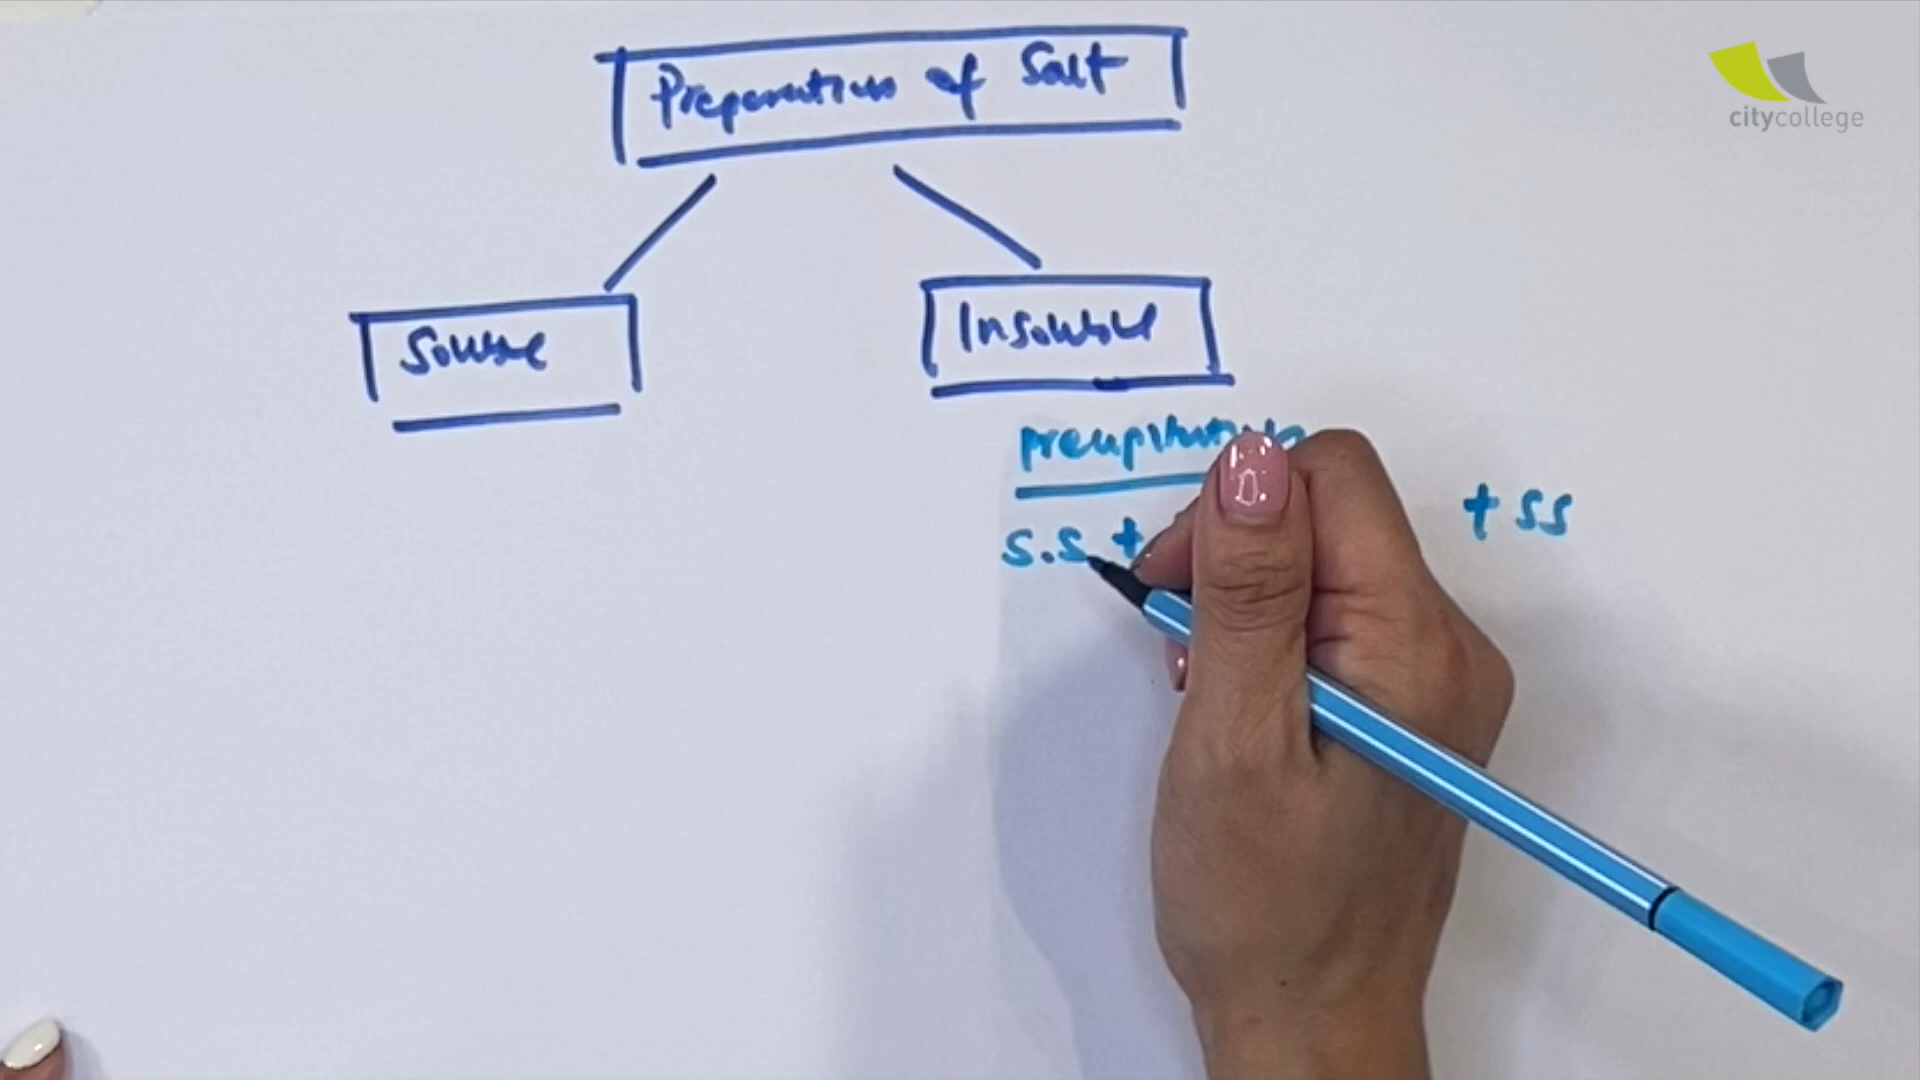 Preparation of Salt
citycollege
Soluble
Insoluble
precipitation
s.s +
+ ss